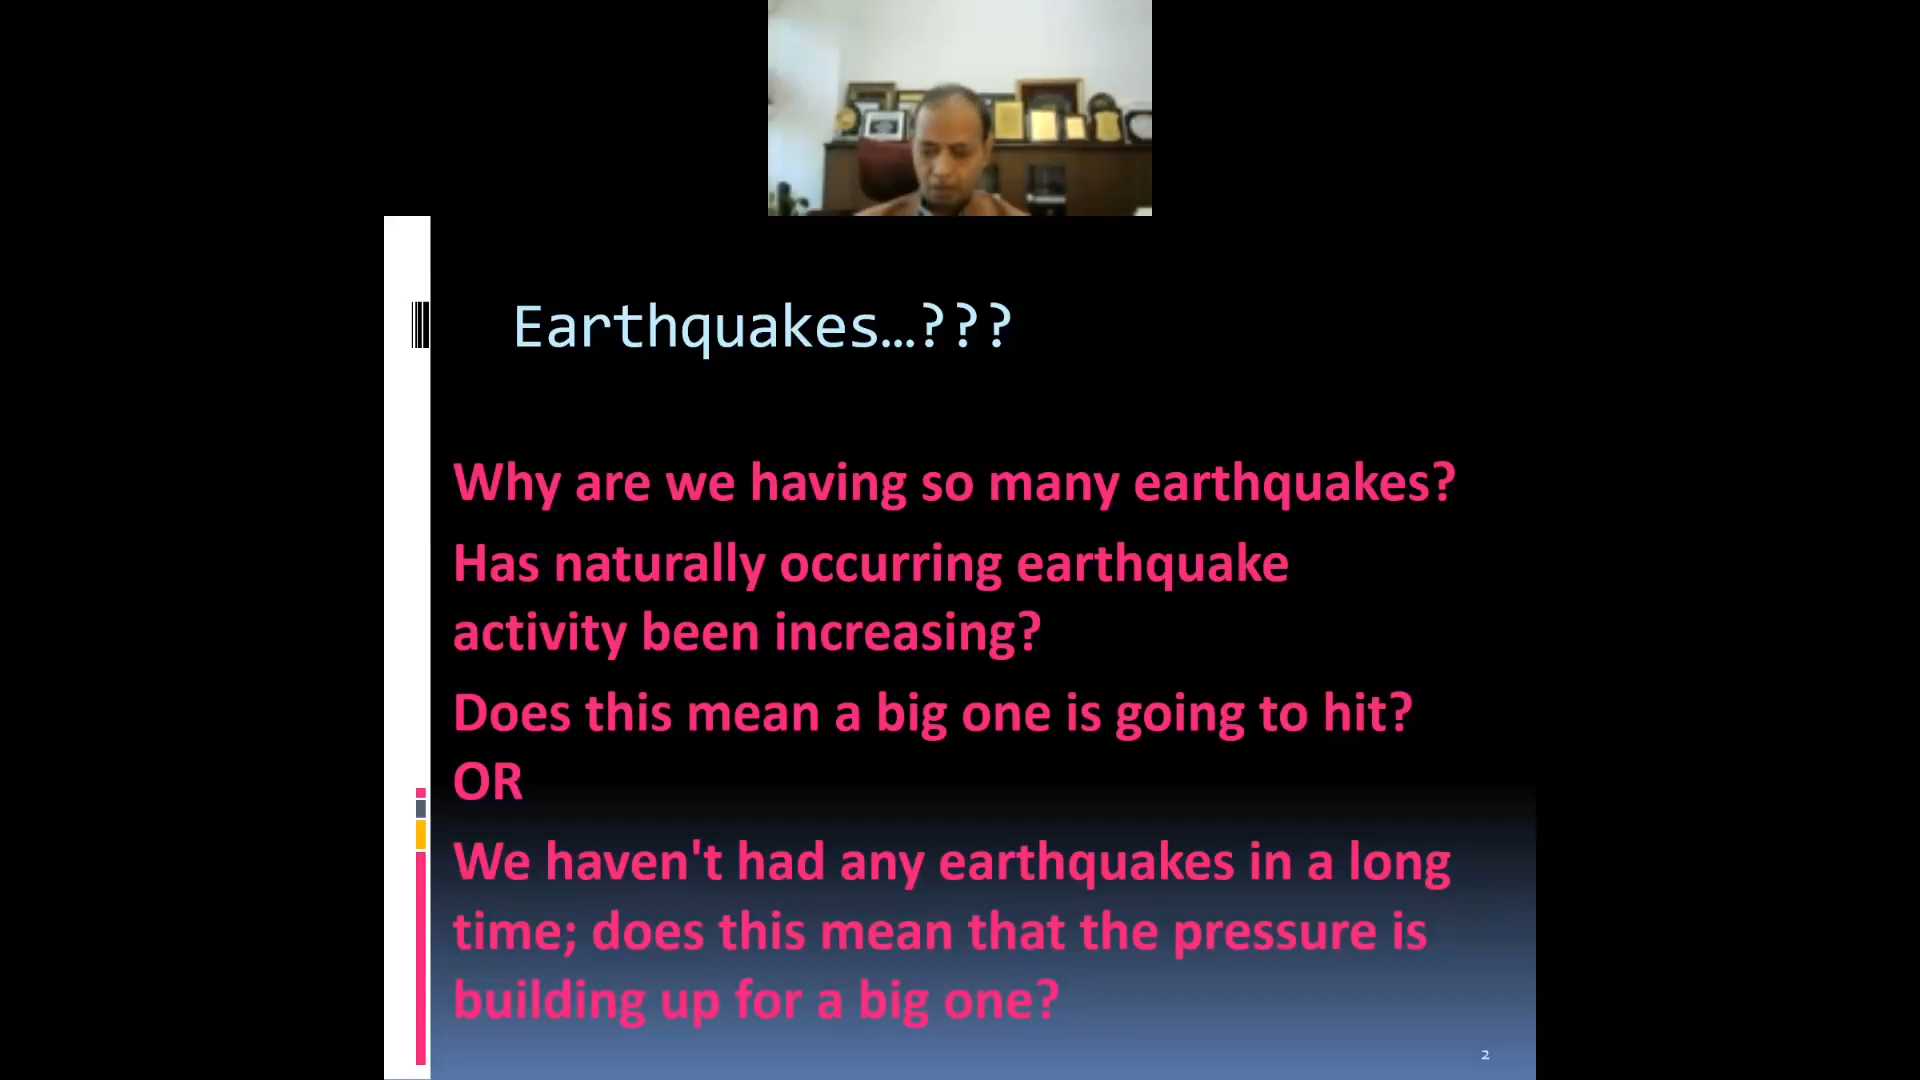 Earthquakes…???
Why are we having so many earthquakes?
Has naturally occurring earthquake
activity been increasing?
Does this mean a big one is going to hit?
OR
We haven't had any earthquakes in a long
time; does this mean that the pressure is
building up for a big one?
2